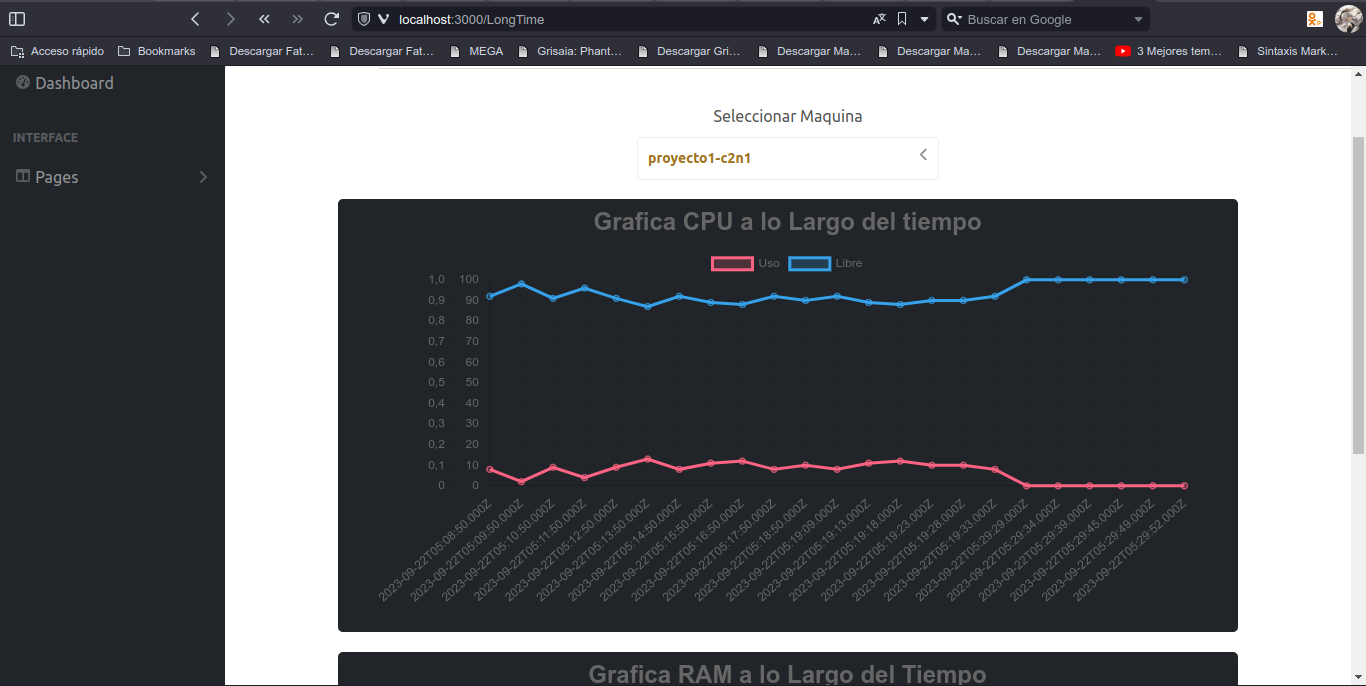 localhost:3000/LongTime
Buscar en Google
Acceso rápido Bookmarks Descargar Fat… Descargar Fat… MEGA Grisaia: Phant… Descargar Gri… Descargar Ma… Descargar Ma… Descargar Ma… 3 Mejores tem… Sintaxis Mark…
Dashboard
INTERFACE
Pages
Seleccionar Maquina
proyecto1-c2n1
Grafica CPU a lo Largo del tiempo
Uso Libre
1,0 100
0,9 90
0,8 80
0,7 70
0,6 60
0,5 50
0,4 40
0,3 30
0,2 20
0,1 10
0 0
2023-09-22T05:08:50.000Z
2023-09-22T05:09:50.000Z
2023-09-22T05:10:50.000Z
2023-09-22T05:11:50.000Z
2023-09-22T05:12:50.000Z
2023-09-22T05:13:50.000Z
2023-09-22T05:14:50.000Z
2023-09-22T05:15:50.000Z
2023-09-22T05:16:50.000Z
2023-09-22T05:17:50.000Z
2023-09-22T05:18:50.000Z
2023-09-22T05:19:09.000Z
2023-09-22T05:19:13.000Z
2023-09-22T05:19:18.000Z
2023-09-22T05:19:23.000Z
2023-09-22T05:19:28.000Z
2023-09-22T05:19:33.000Z
2023-09-22T05:29:29.000Z
2023-09-22T05:29:34.000Z
2023-09-22T05:29:39.000Z
2023-09-22T05:29:45.000Z
2023-09-22T05:29:49.000Z
2023-09-22T05:29:52.000Z
Grafica RAM a lo Largo del Tiempo